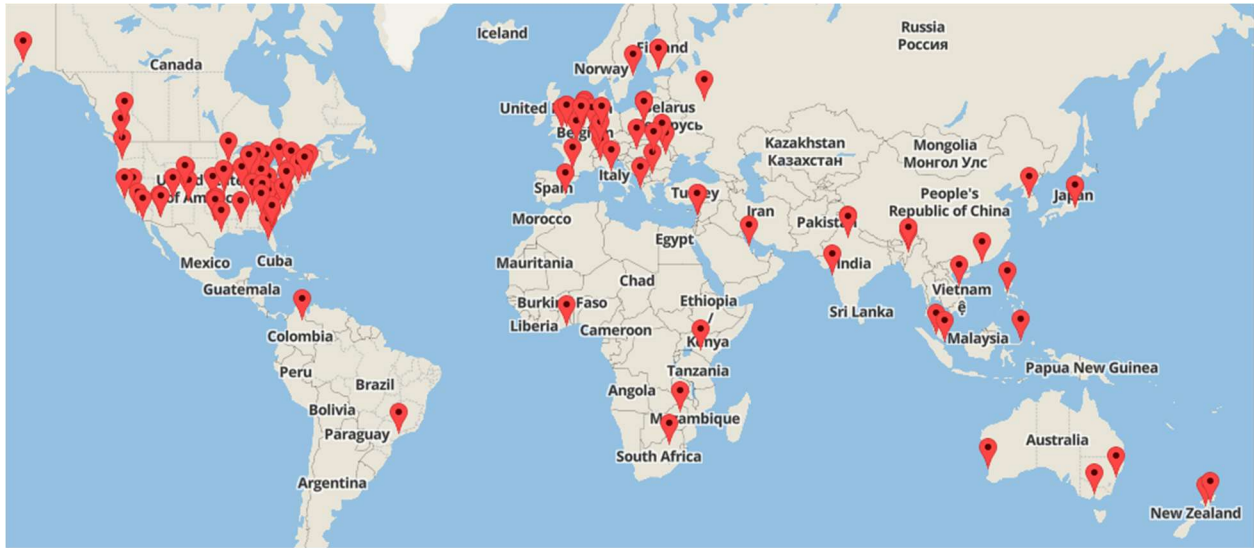 Iceland
Russia
Россия
Finland
Norway
Canada
United
Belarus
Belgium
Kazakhstan
Казахстан
Mongolia
Монгол Улс
Italy
Spain
Turkey
Japan
People's
Republic of China
of America
Morocco
Iran
Pakistan
Egypt
Mexico
Cuba
Mauritania
India
Guatemala
Chad
Vietnam
Burkina Faso
Ethiopia
/
Sri Lanka
Liberia
Cameroon
Colombia
Kenya
Malaysia
Peru
Tanzania
Papua New Guinea
Brazil
Angola
Bolivia
Mozambique
Paraguay
Australia
South Africa
Argentina
New Zealand